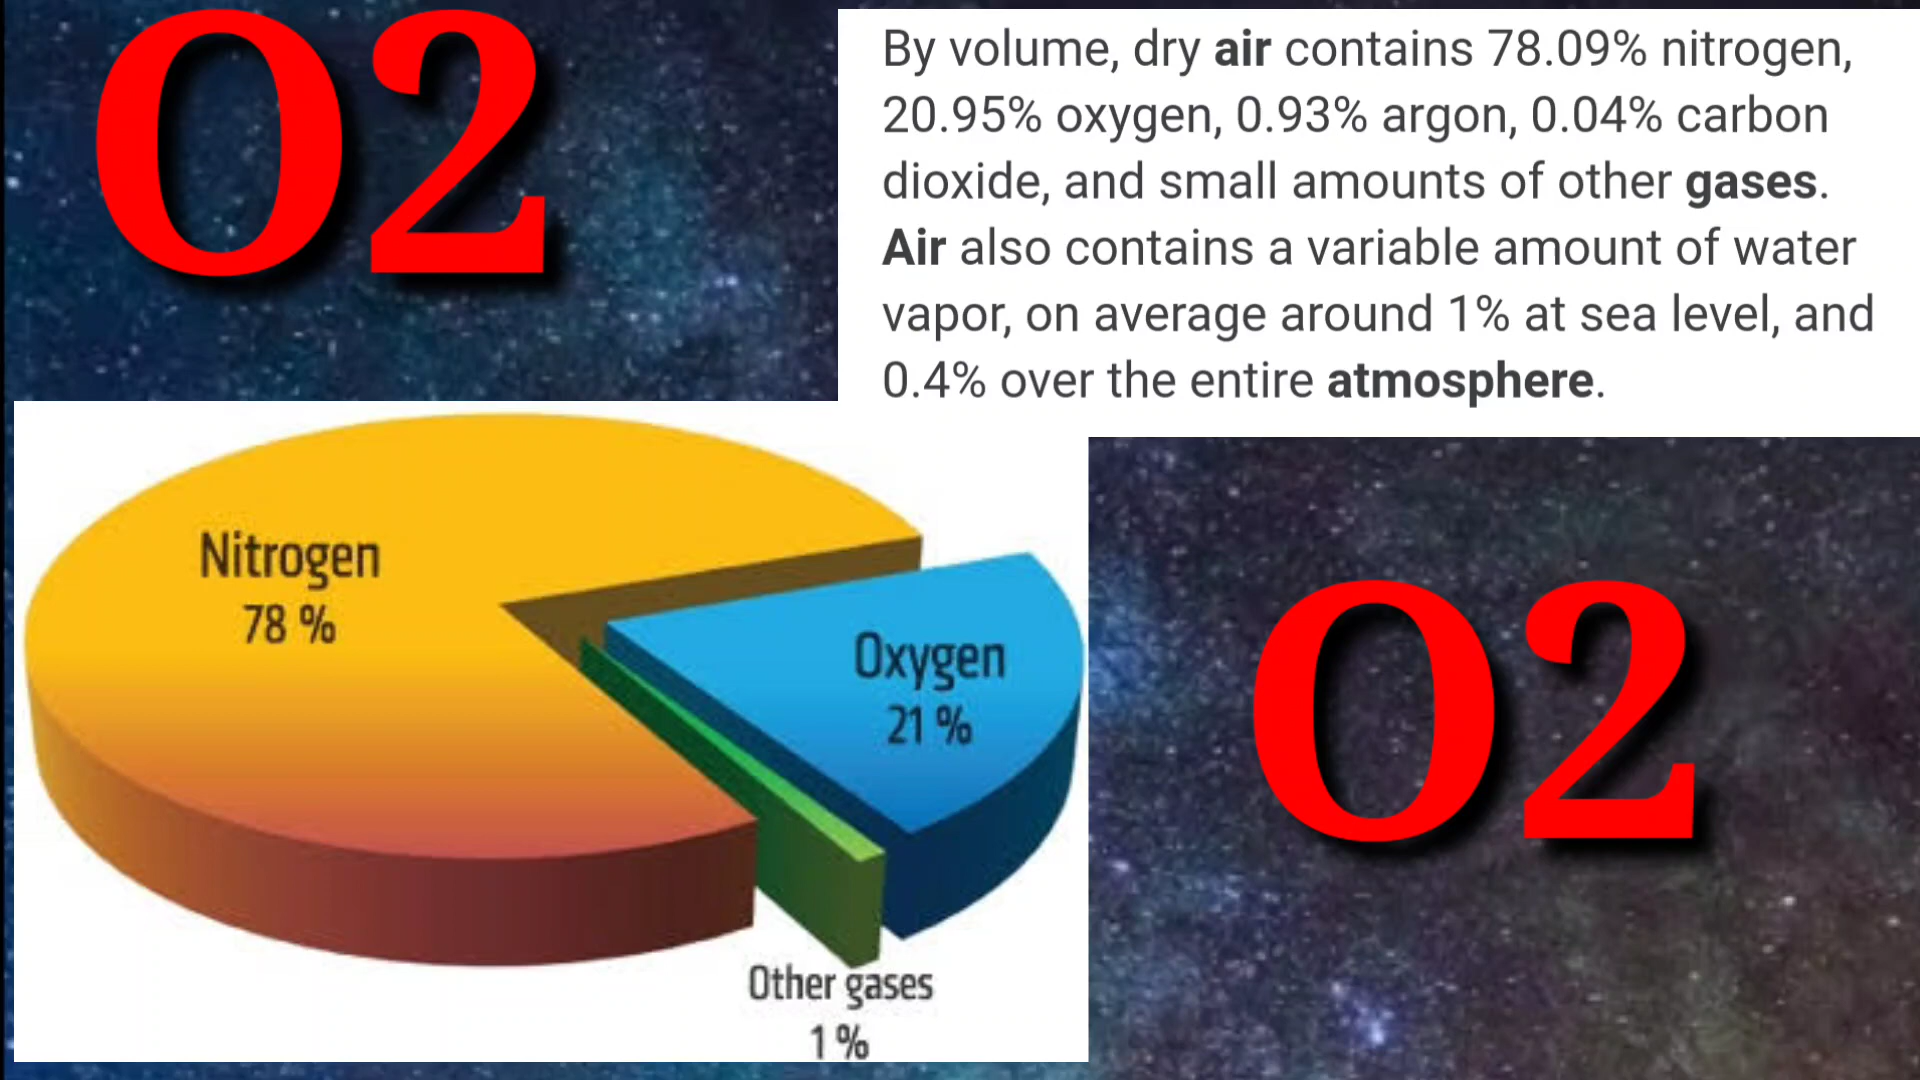 O2
By volume, dry air contains 78.09% nitrogen,
20.95% oxygen, 0.93% argon, 0.04% carbon
dioxide, and small amounts of other gases.
Air also contains a variable amount of water
vapor, on average around 1% at sea level, and
0.4% over the entire atmosphere.
Nitrogen
78 %
Oxygen
21 %
Other gases
1 %
O2